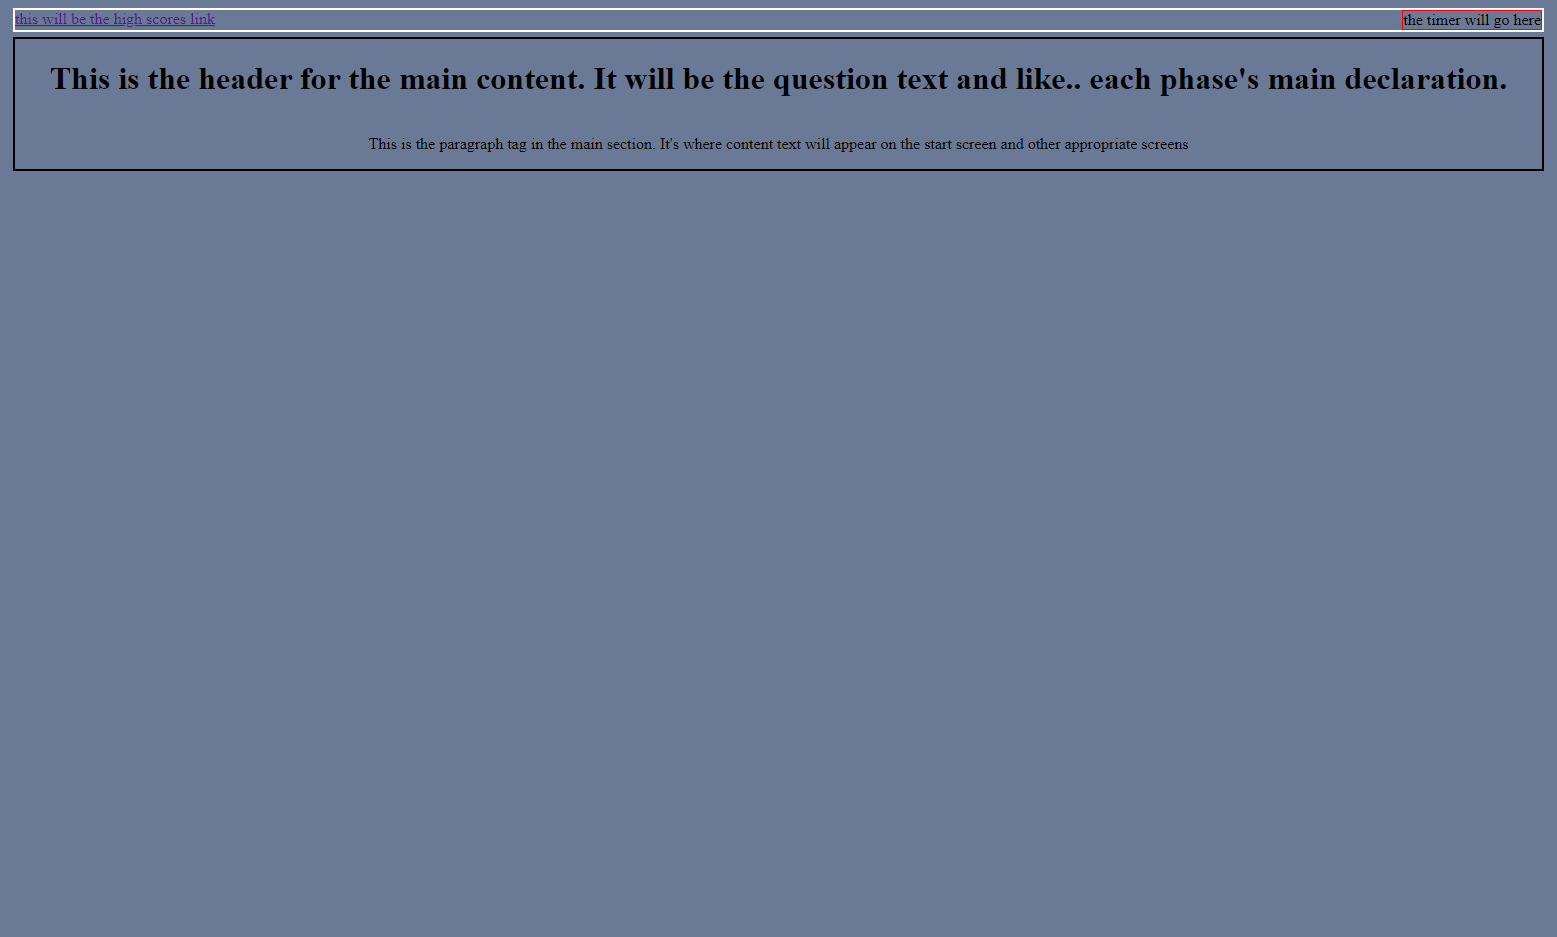 this will be the high scores link
the timer will go here
This is the header for the main content. It will be the question text and like.. each phase's main declaration.
This is the paragraph tag in the main section. It's where content text will appear on the start screen and other appropriate screens